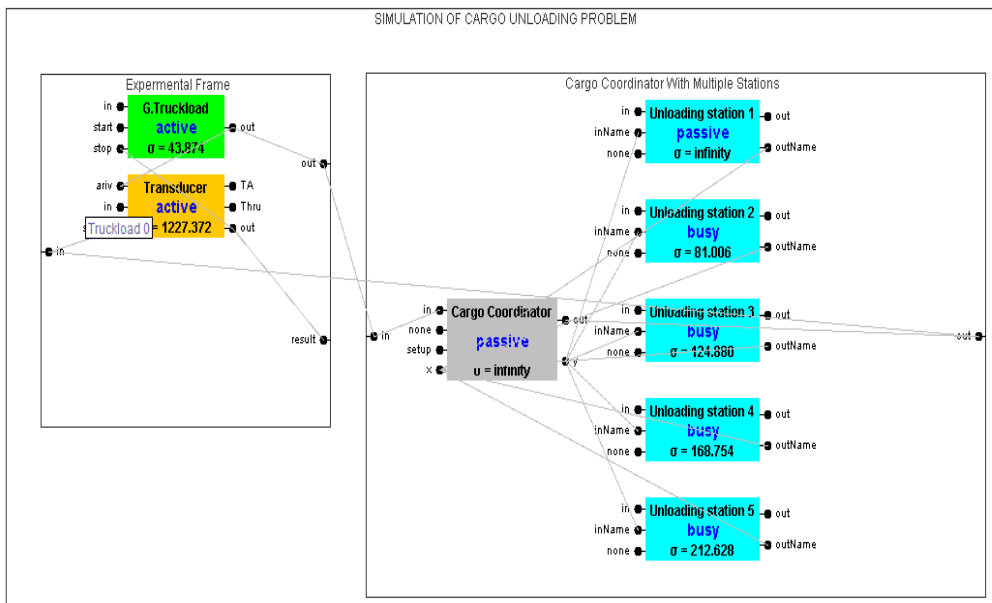 SIMULATION OF CARGO UNLOADING PROBLEM
Expermental Frame
in
G.Truckload
start
active
out
stop
σ = 43.874
out
ariv
Transducer
TA
in
active
Thru
Truckload 0
= 1227.372
out
in
result
Cargo Coordinator With Multiple Stations
in
in
Cargo Coordinator
out
none
passive
setup
y
x
σ = infinity
in
Unloading station 1
out
inName
passive
outName
none
σ = infinity
in
Unloading station 2
out
inName
busy
outName
none
σ = 81.006
in
Unloading station 3
out
inName
busy
outName
none
σ = 124.880
in
Unloading station 4
out
inName
busy
outName
none
σ = 168.754
in
Unloading station 5
out
inName
busy
outName
none
σ = 212.628
out